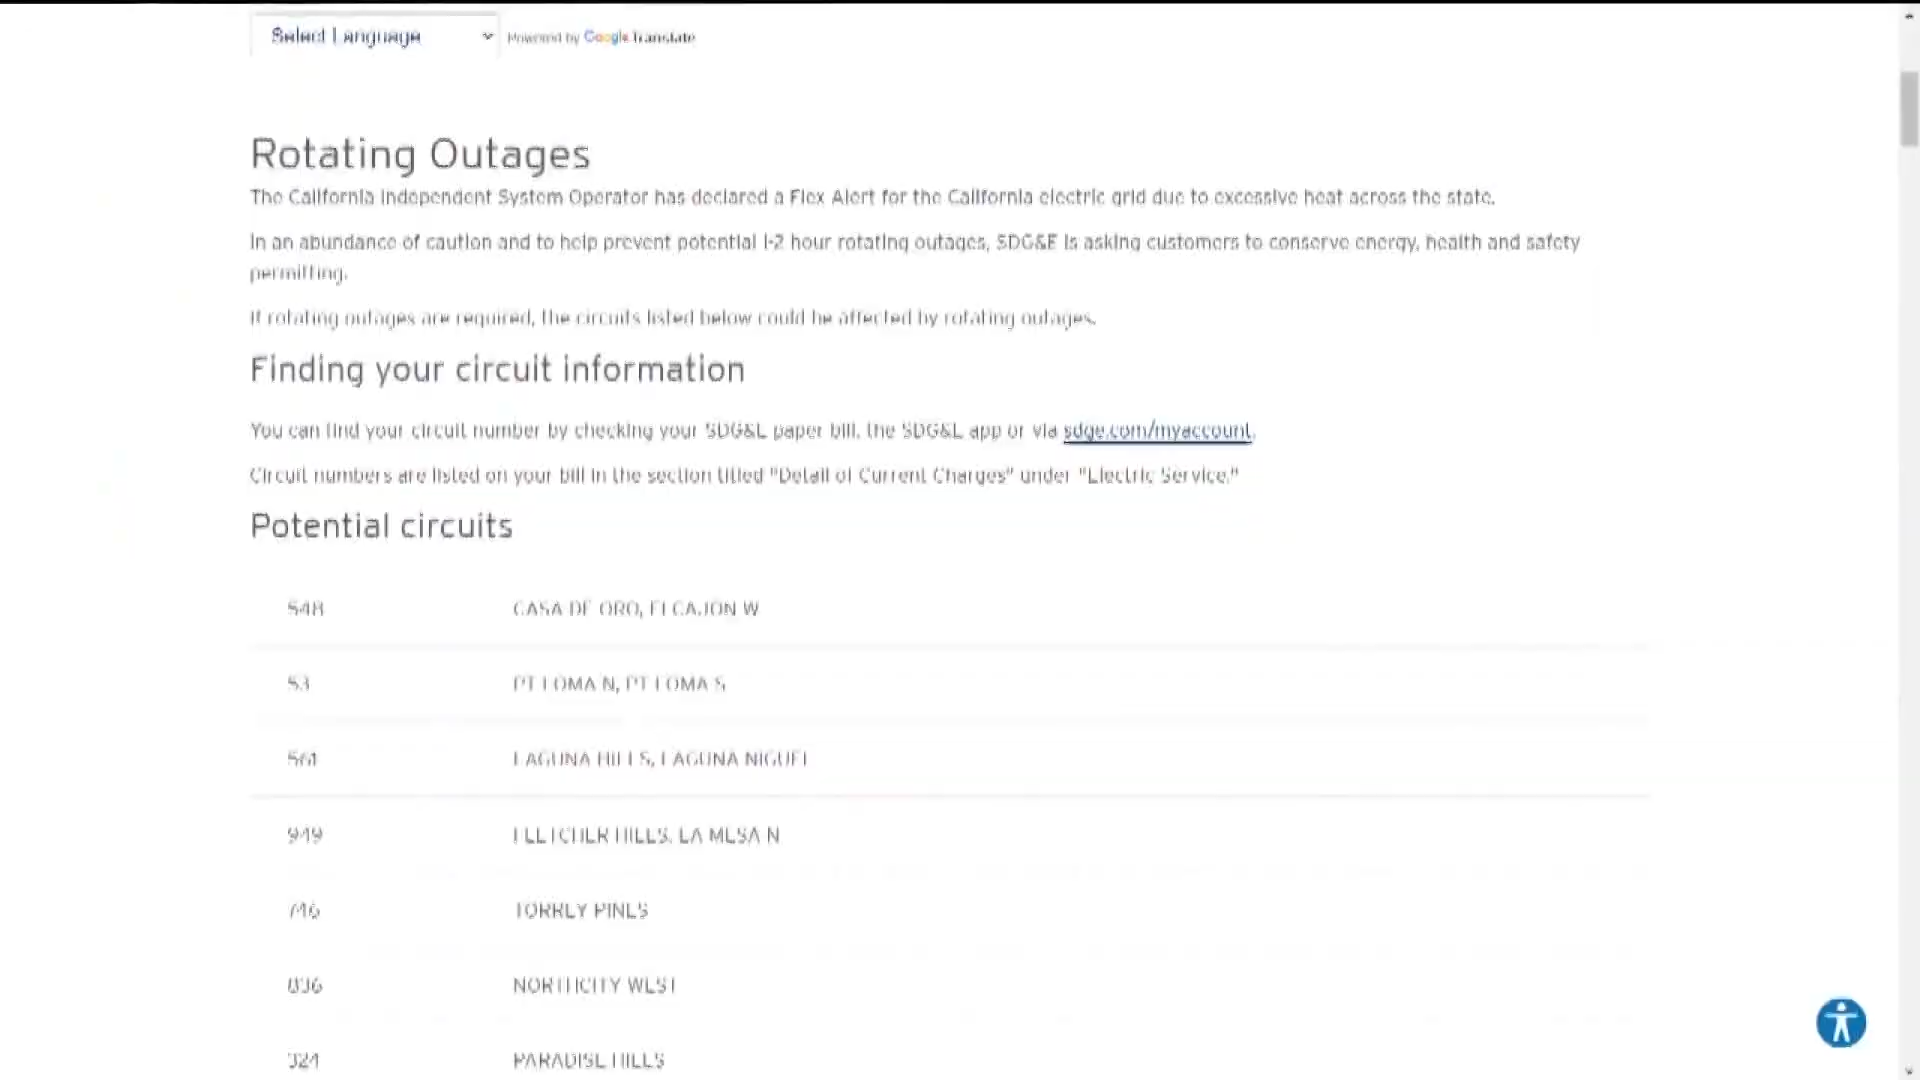 Select Language
Powered by Google Translate
Rotating Outages
The California Independent System Operator has declared a Flex Alert for the California electric grid due to excessive heat across the state.
In an abundance of caution and to help prevent potential 1-2 hour rotating outages, SDG&E is asking customers to conserve energy, health and safety
permitting.
If rotating outages are required, the circuits listed below could be affected by rotating outages.
Finding your circuit information
You can find your circuit number by checking your SDG&E paper bill, the SDG&E app or via sdge.com/myaccount.
Circuit numbers are listed on your bill in the section titled "Detail of Current Charges" under "Electric Service."
Potential circuits
548 CASA DE ORO, EL CAJON W
53 PT LOMA N, PT LOMA S
561 LAGUNA HILLS, LAGUNA NIGUEL
949 FLETCHER HILLS, LA MESA N
TORREY PINES
NORTHCITY WEST
PARADISE HILLS